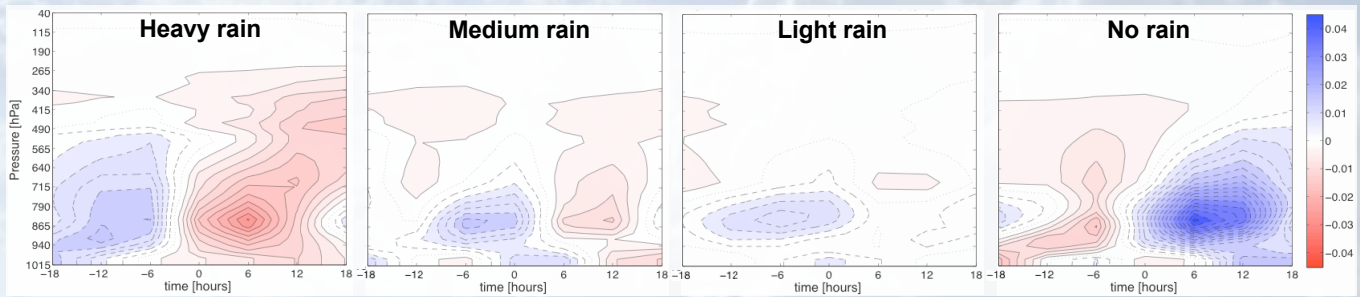 Heavy rain
Medium rain
Light rain
No rain
Pressure [hPa]
40
115
190
265
340
415
490
565
640
715
790
865
940
1015
−18 −12 −6 0 6 12 18
time [hours]
−18 −12 −6 0 6 12 18
time [hours]
−18 −12 −6 0 6 12 18
time [hours]
−18 −12 −6 0 6 12 18
time [hours]
0.04
0.03
0.02
0.01
0
−0.01
−0.02
−0.03
−0.04